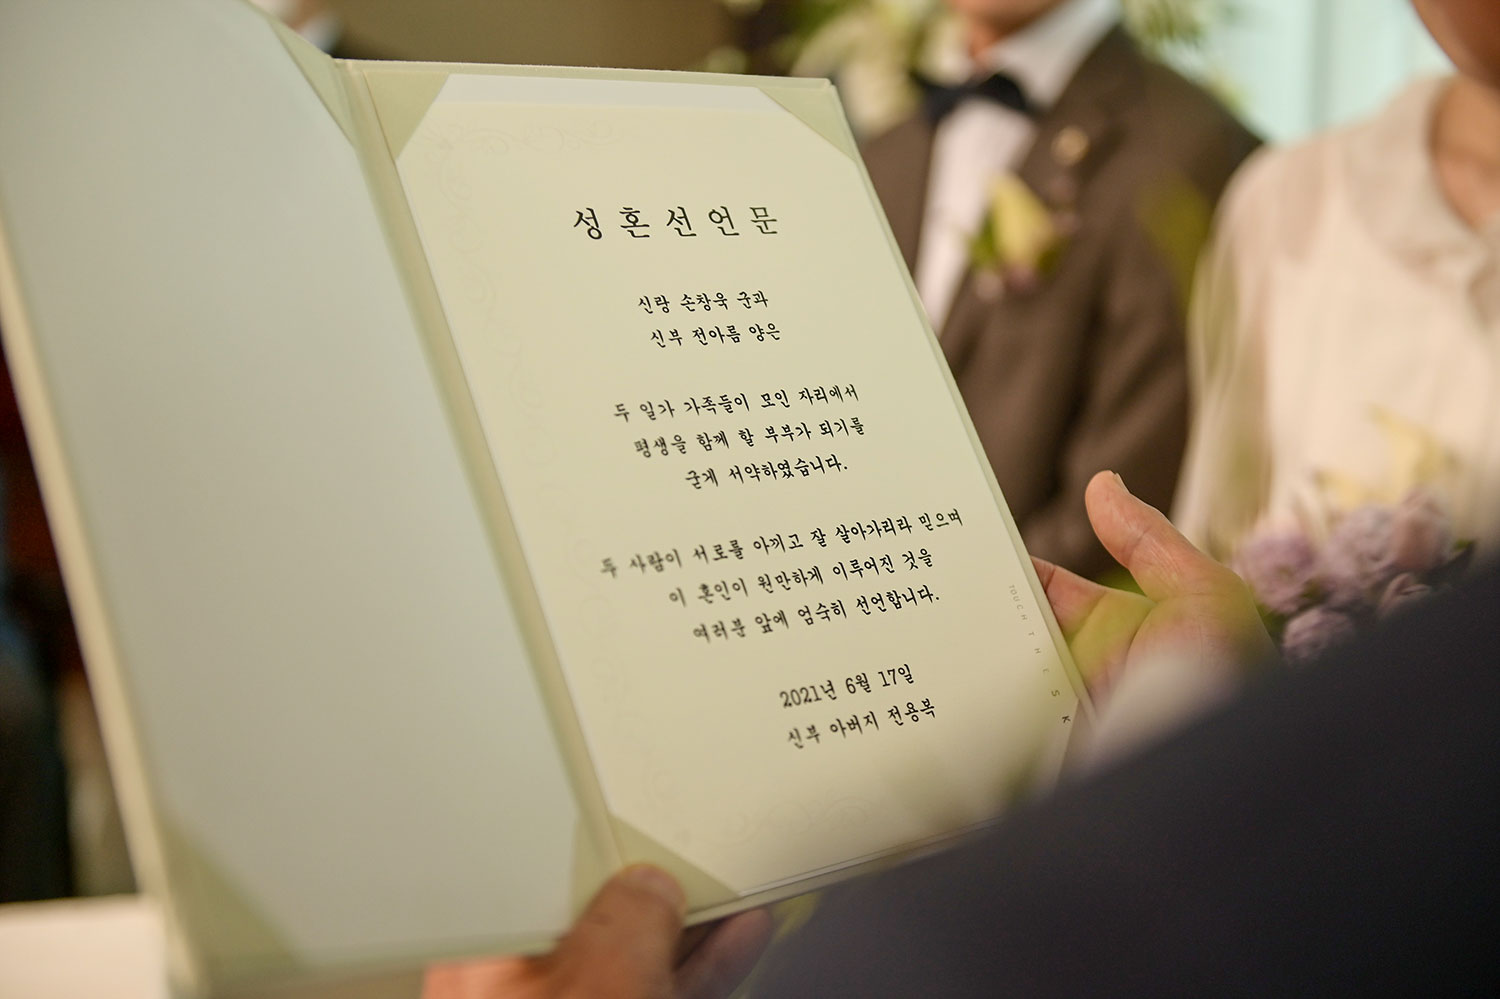 성혼선언문
신랑 손창욱 군과
신부 전아름 양은
두 일가 가족들이 모인 자리에서
평생을 함께 할 부부가 되기를
굳게 서약하였습니다.
두 사람이 서로를 아끼고 잘 살아가리라 믿으며
이 혼인이 원만하게 이루어진 것을
여러분 앞에 엄숙히 선언합니다.
2021년 6월 17일
신부 아버지 전용복
TOUCH THE SK